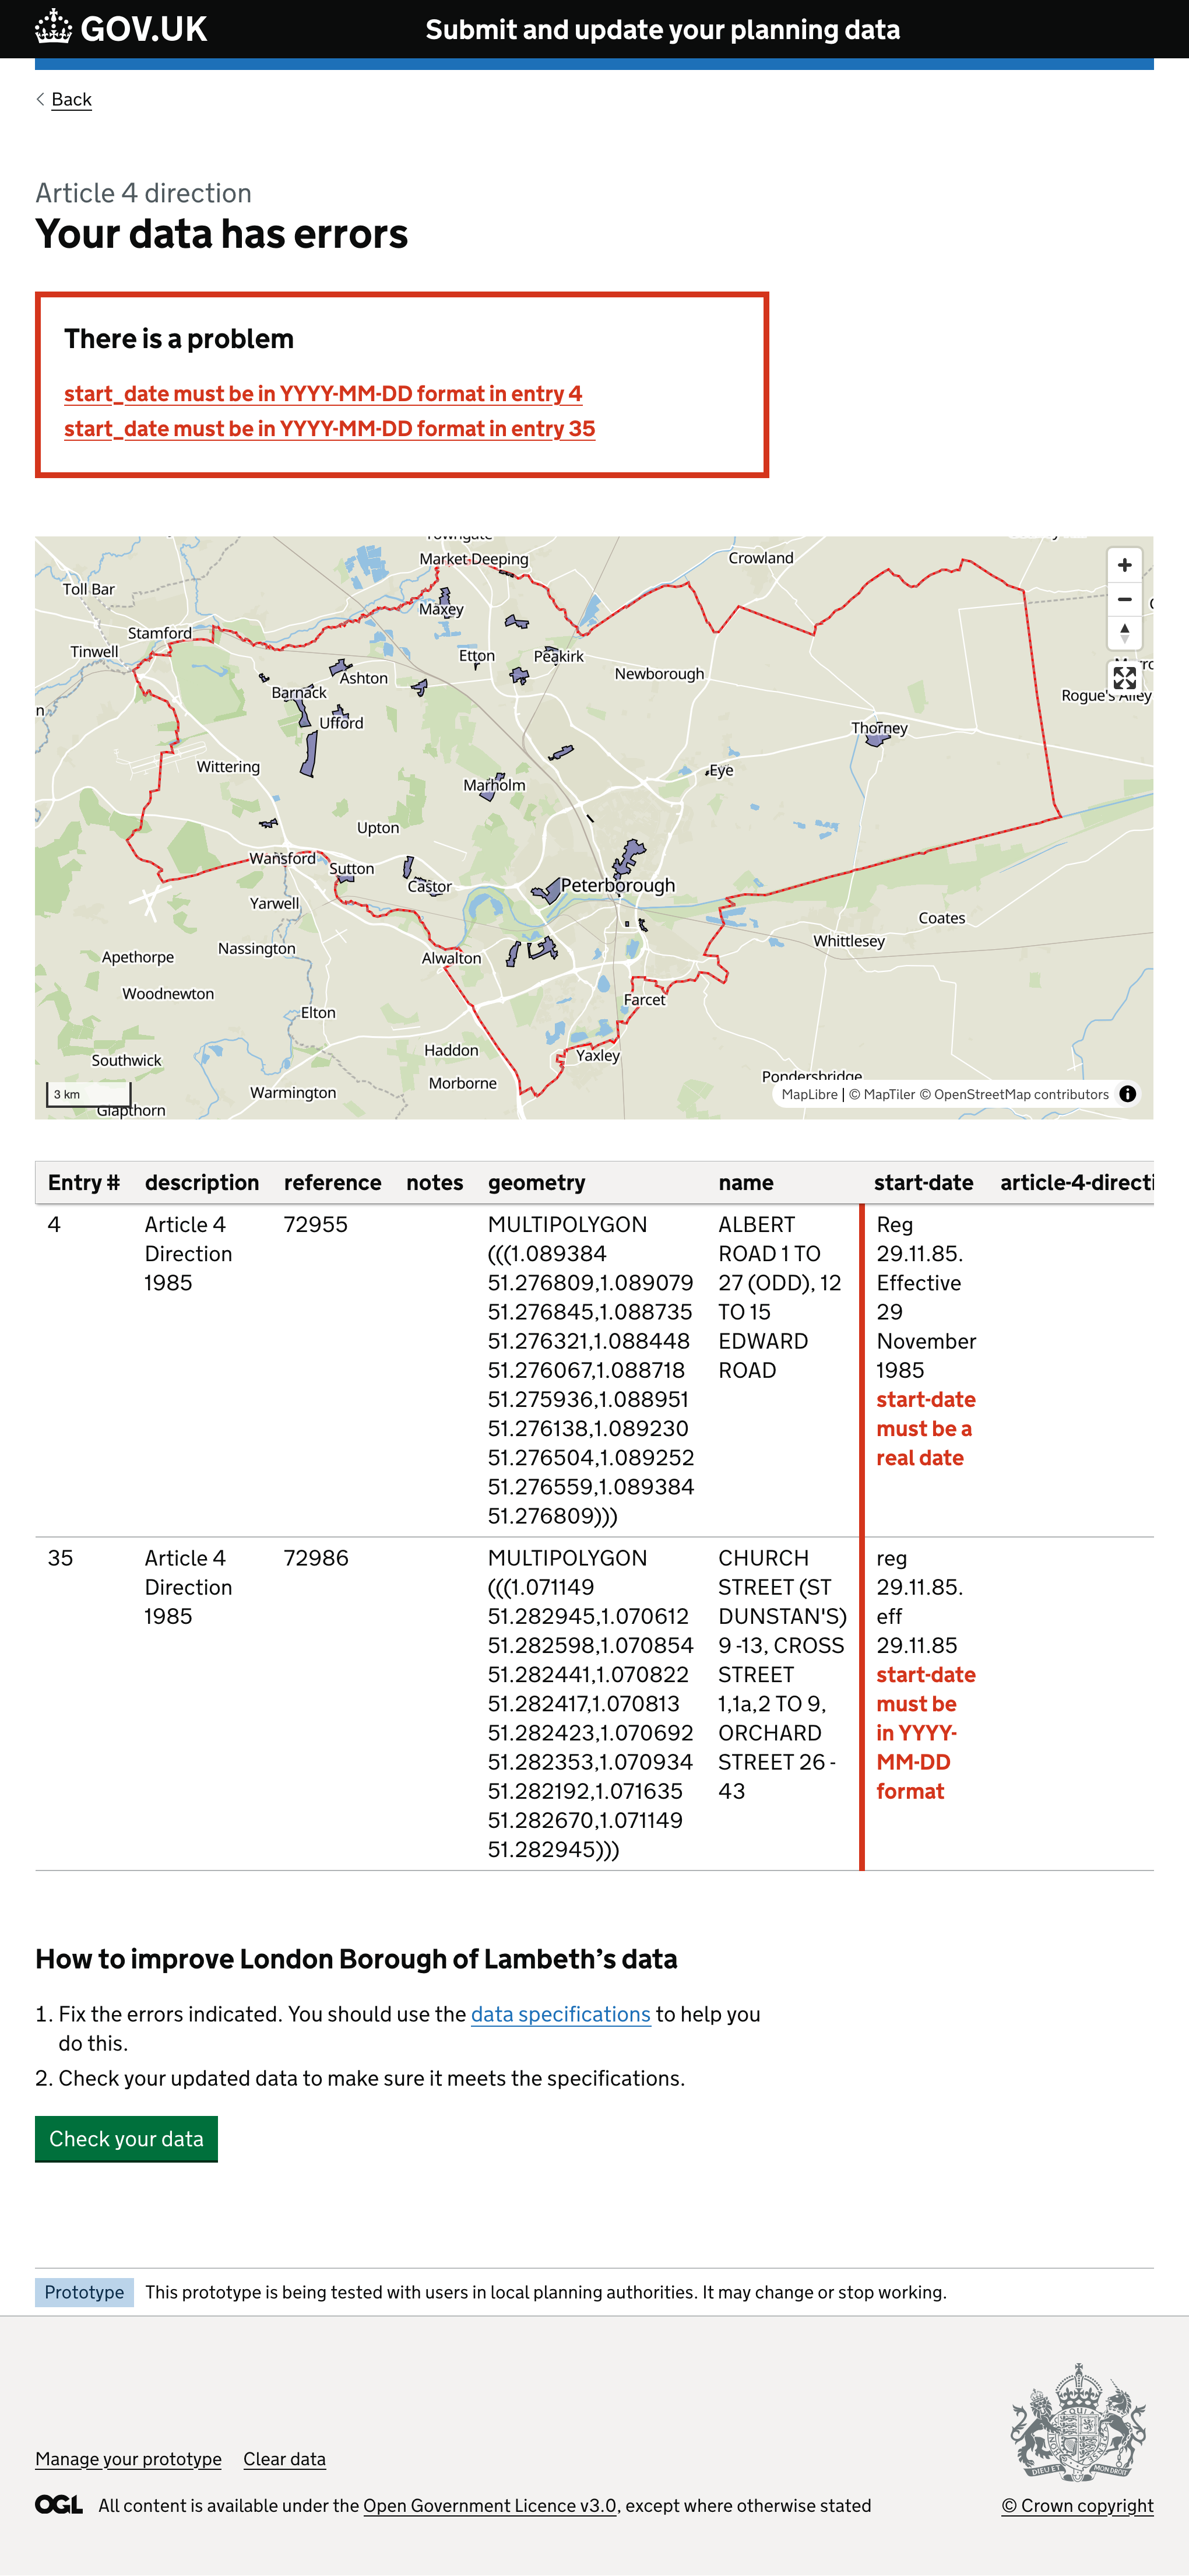 GOV.UK
Submit and update your planning data
Back
Article 4 direction
Your data has errors
There is a problem
start_date must be in YYYY-MM-DD format in entry 4
start_date must be in YYYY-MM-DD format in entry 35
Market Deeping
Crowland
Toll Bar
Maxey
Stamford
Tinwell
Etton
Peakirk
Newborough
Ashton
Barnack
Rogue's Alley
Ufford
Thorney
Wittering
Eye
Marholm
Upton
Wansford
Sutton
Castor
Peterborough
Yarwell
Coates
Whittlesey
Nassington
Apethorpe
Alwalton
Woodnewton
Farcet
Elton
Haddon
Yaxley
Southwick
Pondersbridge
Morborne
Warmington
3 km
Glapthorn
MapLibre | © MapTiler © OpenStreetMap contributors
Entry # description reference notes geometry name start-date article-4-directi
4 Article 4 72955 MULTIPOLYGON ALBERT Reg
Direction (((1.089384 ROAD 1 TO 29.11.85.
1985 51.276809,1.089079 27 (ODD), 12 Effective
51.276845,1.088735 TO 15 29
51.276321,1.088448 EDWARD November
51.276067,1.088718 ROAD 1985
51.275936,1.088951 start-date
51.276138,1.089230 must be a
51.276504,1.089252 real date
51.276559,1.089384
51.276809)))
35 Article 4 72986 MULTIPOLYGON CHURCH reg
Direction (((1.071149 STREET (ST 29.11.85.
1985 51.282945,1.070612 DUNSTAN'S) eff
51.282598,1.070854 9 -13, CROSS 29.11.85
51.282441,1.070822 STREET start-date
51.282417,1.070813 1,1a,2 TO 9, must be
51.282423,1.070692 ORCHARD in YYYY-
51.282353,1.070934 STREET 26 - MM-DD
51.282192,1.071635 43 format
51.282670,1.071149
51.282945)))
How to improve London Borough of Lambeth’s data
1. Fix the errors indicated. You should use the data specifications to help you
do this.
2. Check your updated data to make sure it meets the specifications.
Check your data
Prototype This prototype is being tested with users in local planning authorities. It may change or stop working.
Manage your prototype Clear data
DIEU ET MON DROIT
OGL All content is available under the Open Government Licence v3.0, except where otherwise stated
© Crown copyright